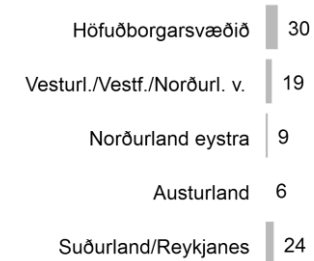 Höfuðborgarsvæðið 30
Vesturl./Vestf./Norðurl. v. 19
Norðurland eystra 9
Austurland 6
Suðurland/Reykjanes 24